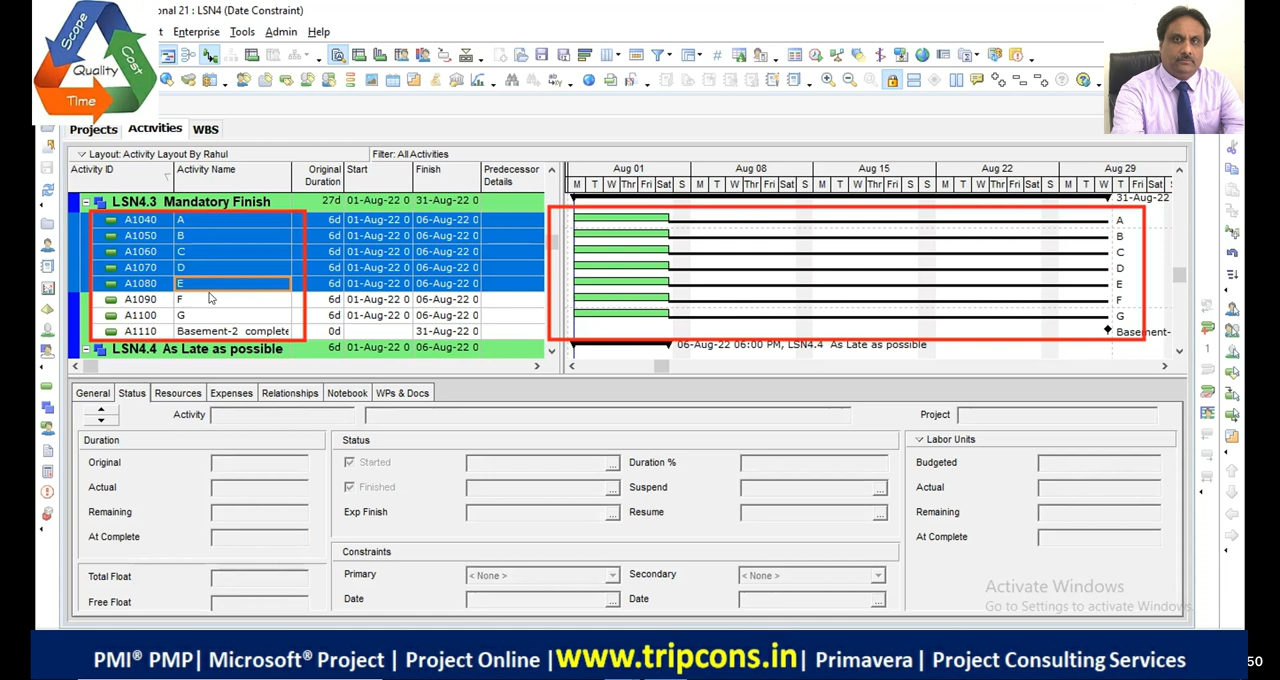 Scope
Cost
Quality
Time
onal 21 : LSN4 (Date Constraint)
t Enterprise Tools Admin Help
Projects Activities WBS
Layout: Activity Layout By Rahul Filter: All Activities
Activity ID Activity Name Original Duration Start Finish Predecessor Details
Aug 01 Aug 08 Aug 15 Aug 22 Aug 29
M T W Thr Fri Sat S M T W Thr Fri Sat S M T W Thr Fri S S M T W Thr Fri Sat S M T W T Fri Sat S
LSN4.3 Mandatory Finish 27d 01-Aug-22 0 31-Aug-22 0 31-Aug-22
A1040 A 6d 01-Aug-22 0 06-Aug-22 0 A
A1050 B 6d 01-Aug-22 0 06-Aug-22 0 B
A1060 C 6d 01-Aug-22 0 06-Aug-22 0 C
A1070 D 6d 01-Aug-22 0 06-Aug-22 0 D
A1080 E 6d 01-Aug-22 0 06-Aug-22 0 E
A1090 F 6d 01-Aug-22 0 06-Aug-22 0 F
A1100 G 6d 01-Aug-22 0 06-Aug-22 0 G
A1110 Basement-2 complete 0d 31-Aug-22 0 Basement-
LSN4.4 As Late as possible 6d 01-Aug-22 0 06-Aug-22 0 06-Aug-22 06:00 PM, LSN4.4 As Late as possible
General Status Resources Expenses Relationships Notebook WPs & Docs
Activity Project
Duration Status Labor Units
Original Started Duration % Budgeted
Actual Finished Suspend Actual
Remaining Exp Finish Resume Remaining
At Complete At Complete
Constraints
Total Float Primary < None > Secondary < None >
Free Float Date Date
Activate Windows
Go to Settings to activate Windows.
PMI® PMP| Microsoft® Project | Project Online |www.tripcons.in| Primavera | Project Consulting Services
50